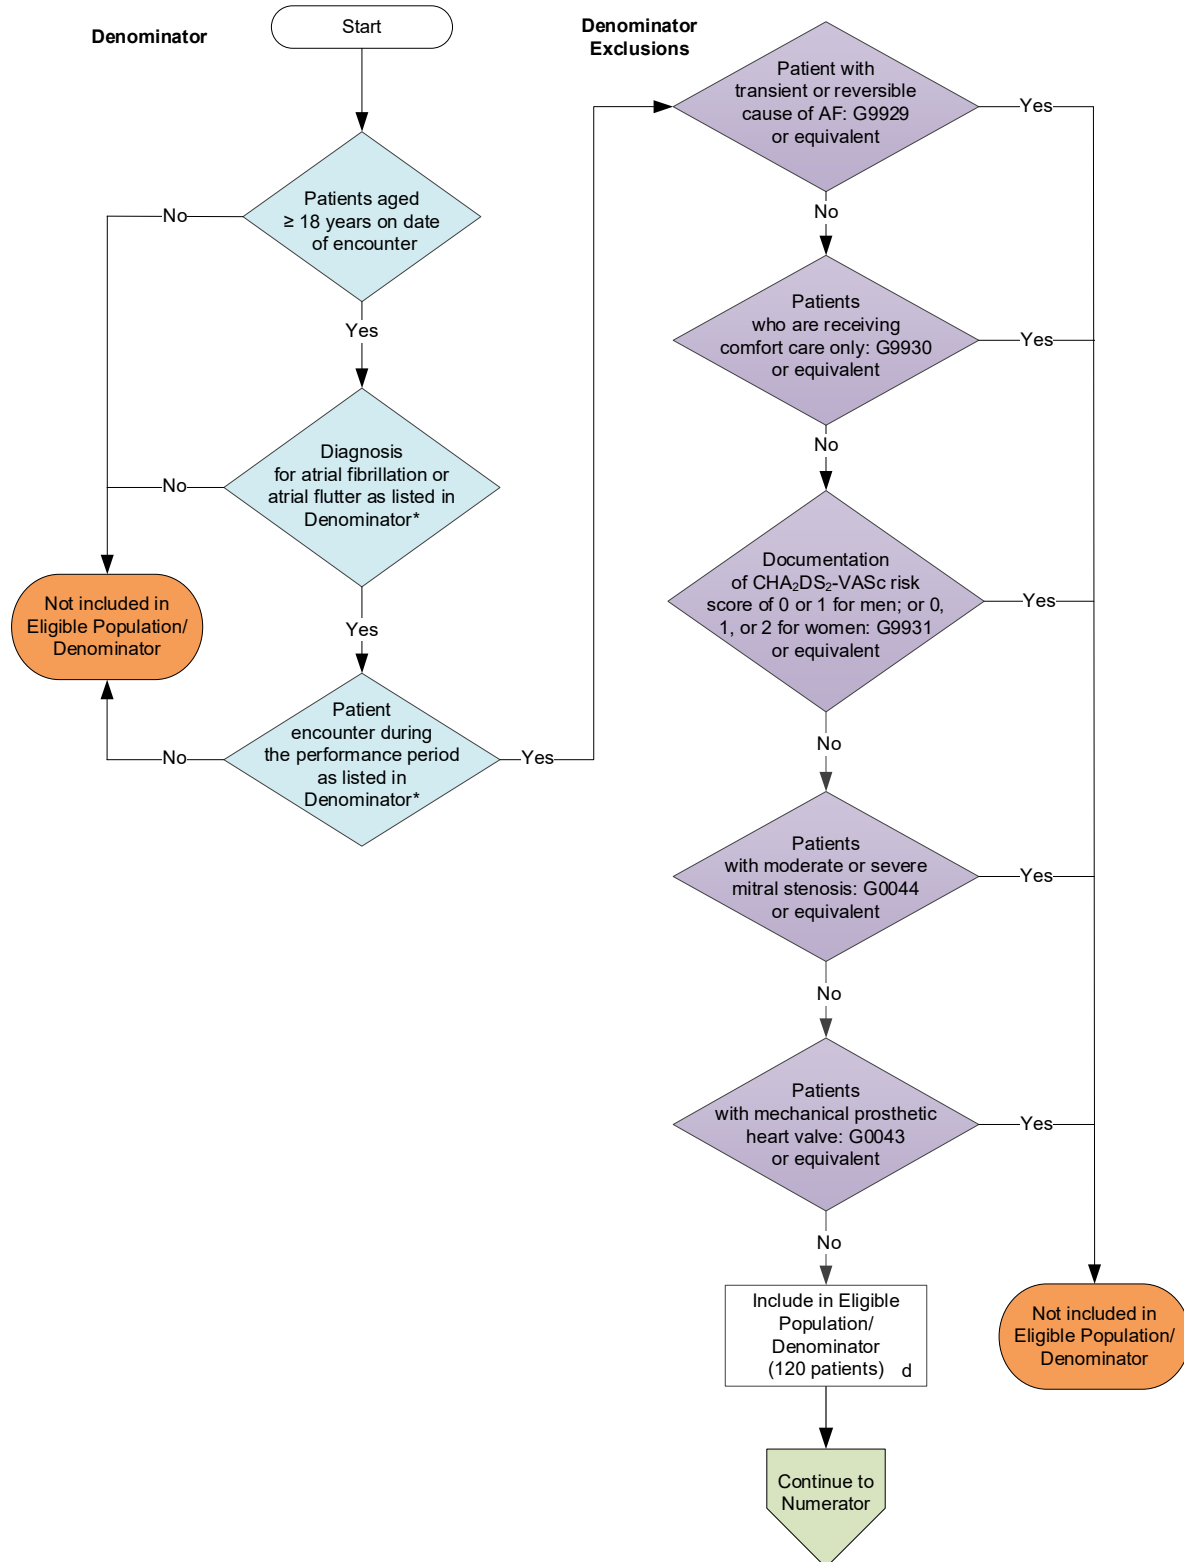 Denominator
Start
Patients aged
≥ 18 years on date
of encounter
No
Yes
Diagnosis
for atrial fibrillation or
atrial flutter as listed in
Denominator*
No
Yes
Not included in
Eligible Population/
Denominator
Patient
encounter during
the performance period
as listed in
Denominator*
No
Yes
Denominator
Exclusions
Patient with
transient or reversible
cause of AF: G9929
or equivalent
Yes
No
Patients
who are receiving
comfort care only: G9930
or equivalent
Yes
No
Documentation
of CHA₂DS₂-VASc risk
score of 0 or 1 for men; or 0,
1, or 2 for women: G9931
or equivalent
Yes
No
Patients
with moderate or severe
mitral stenosis: G0044
or equivalent
Yes
No
Patients
with mechanical prosthetic
heart valve: G0043
or equivalent
Yes
No
Include in Eligible
Population/
Denominator
(120 patients) d
Not included in
Eligible Population/
Denominator
Continue to
Numerator